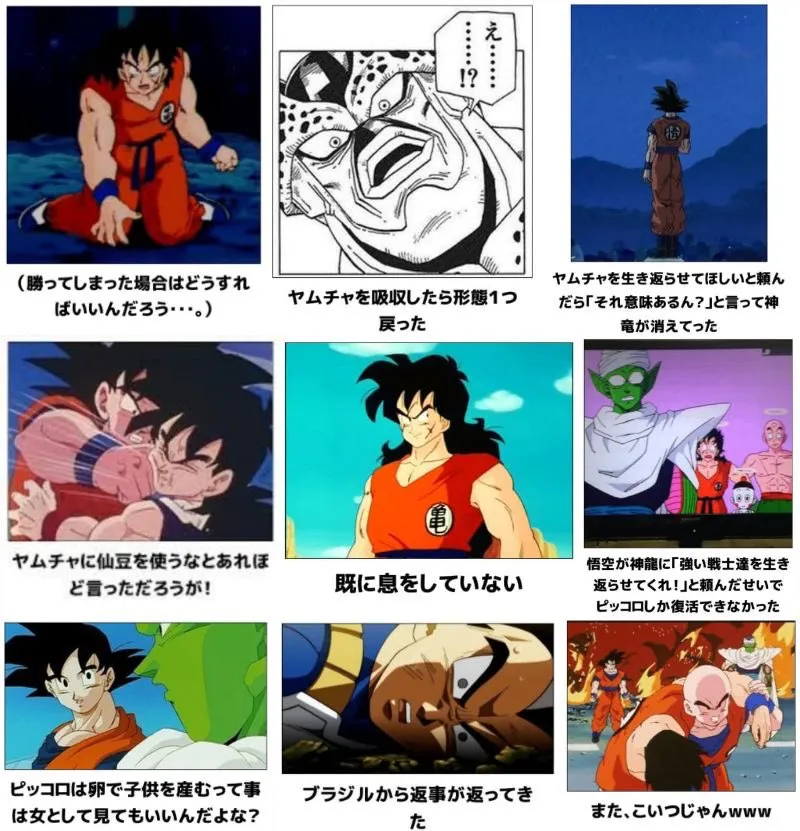 （勝ってしまった場合はどうすれ
ばいいんだろう･･･。）
え………
………!?
ヤムチャを吸収したら形態1つ
戻った
悟
ヤムチャを生き返らせてほしいと頼ん
だら「それ意味あるん？」と言って神
竜が消えてった
ヤムチャに仙豆を使うなとあれほ
ど言っただろうが！
亀
既に息をしていない
悟空が神龍に「強い戦士達を生き
返らせてくれ！」と頼んだせいで
ピッコロしか復活できなかった
ピッコロは卵で子供を産むって事
は女として見てもいいんだよな？
ブラジルから返事が返ってき
た
また、こいつじゃんwww